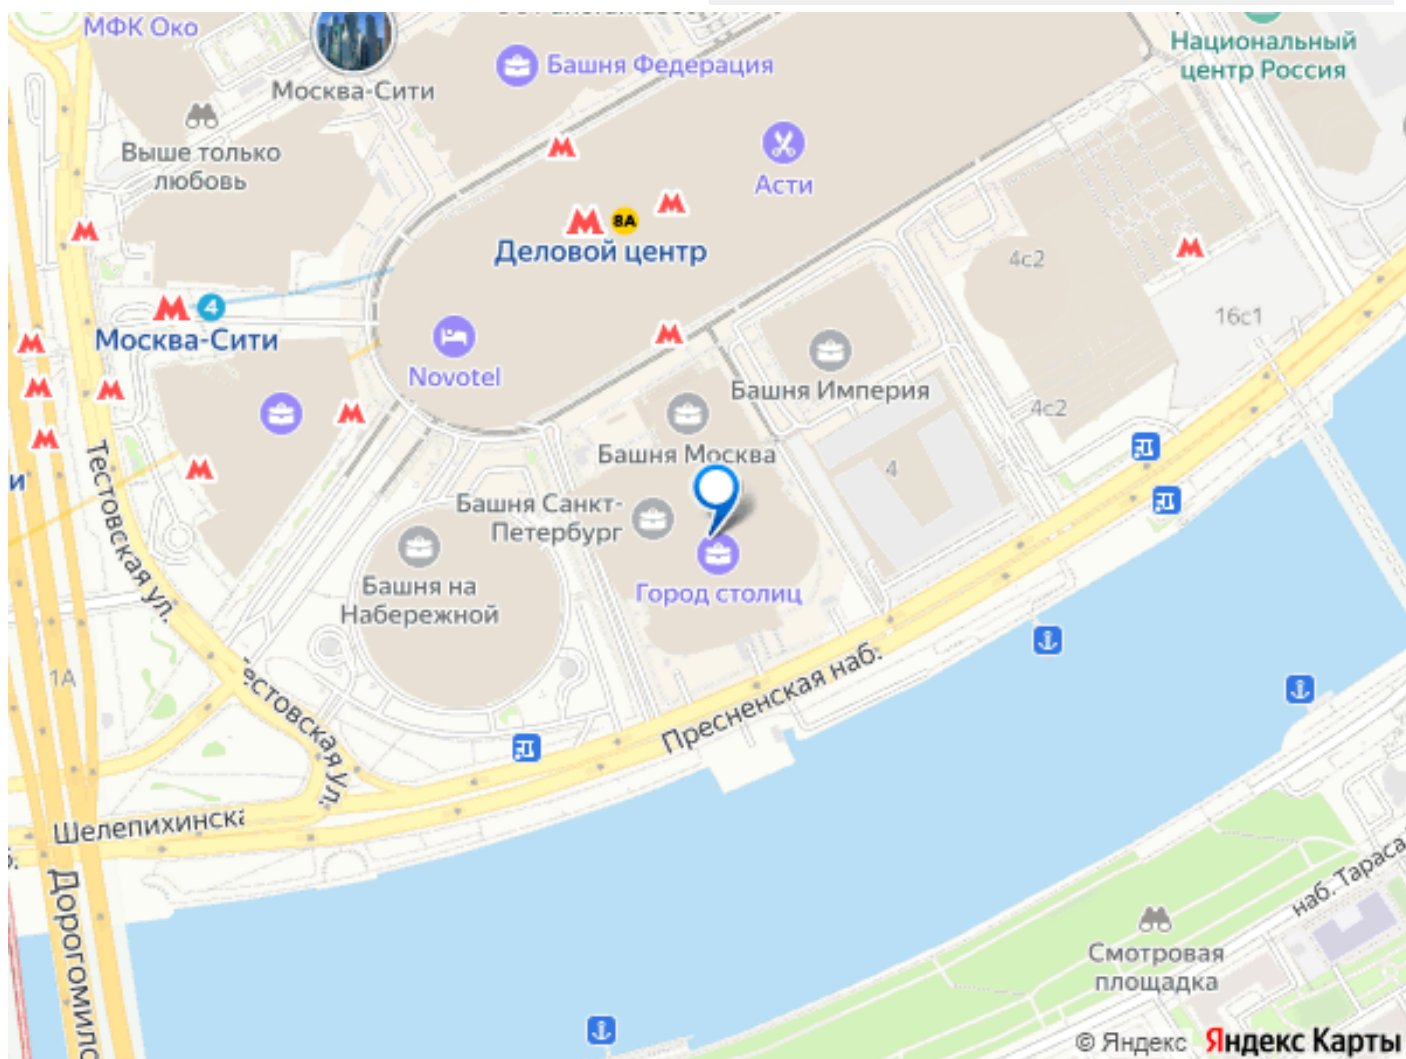 МФК Око
Национальный
центр Россия
Башня Федерация
Москва-Сити
Выше только
любовь
Асти
8А
Деловой центр
4с2
4
Москва-Сити
16с1
Novotel
Башня Империя
4с2
Башня Москва
и
Тестовская ул.
4
Башня Санкт-
Петербург
Башня на
Набережной
Город столиц
1А
Тестовская ул.
Пресненская наб.
Шелепихинска
Дорогомило
наб. Тараса
Смотровая
площадка
© Яндекс Яндекс Карты